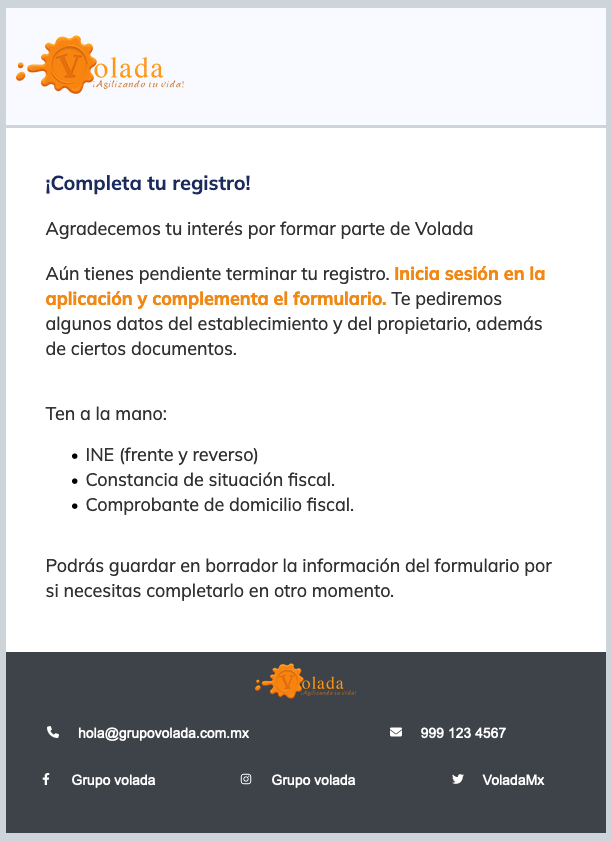 Volada
¡Agilizando tu vida!
¡Completa tu registro!
Agradecemos tu interés por formar parte de Volada
Aún tienes pendiente terminar tu registro. Inicia sesión en la
aplicación y complementa el formulario. Te pediremos
algunos datos del establecimiento y del propietario, además
de ciertos documentos.
Ten a la mano:
• INE (frente y reverso)
• Constancia de situación fiscal.
• Comprobante de domicilio fiscal.
Podrás guardar en borrador la información del formulario por
si necesitas completarlo en otro momento.
Volada
¡Agilizando tu vida!
hola@grupovolada.com.mx 999 123 4567
Grupo volada Grupo volada VoladaMx